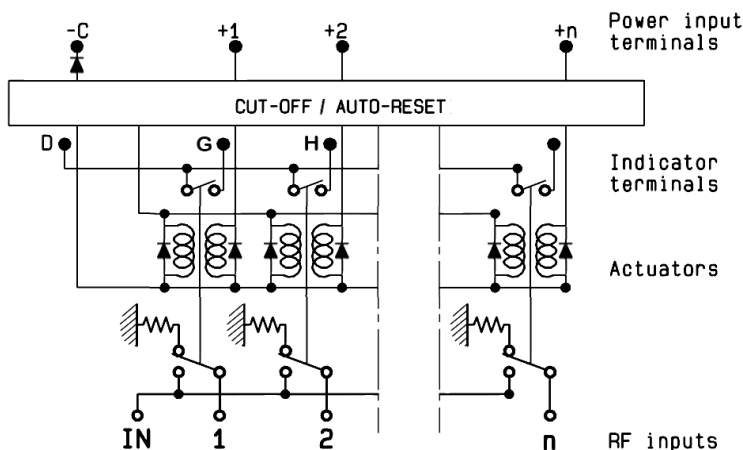 -C +1 +2 +n Power input
terminals
CUT-OFF / AUTO-RESET
D G H
Indicator
terminals
Actuators
IN 1 2 n RF inputs